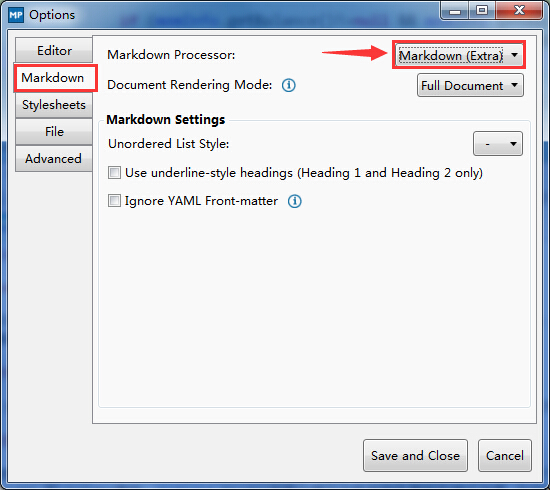 MP Options
Editor
Markdown
Stylesheets
File
Advanced
Markdown Processor:
Markdown (Extra)
Document Rendering Mode:
Full Document
Markdown Settings
Unordered List Style:
-
Use underline-style headings (Heading 1 and Heading 2 only)
Ignore YAML Front-matter
Save and Close
Cancel